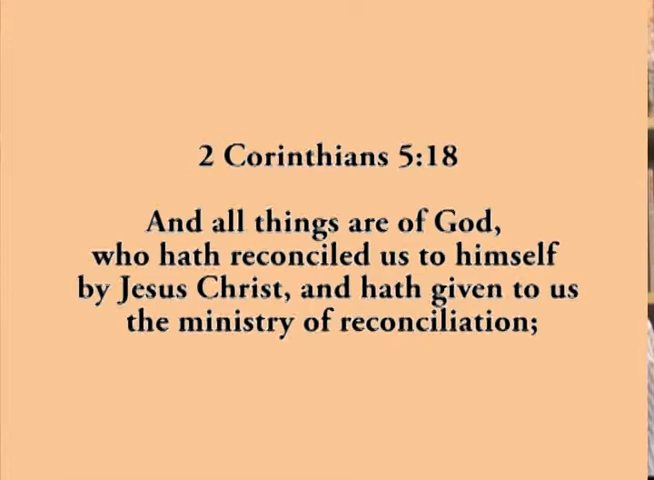 2 Corinthians 5:18
And all things are of God,
who hath reconciled us to himself
by Jesus Christ, and hath given to us
the ministry of reconciliation;